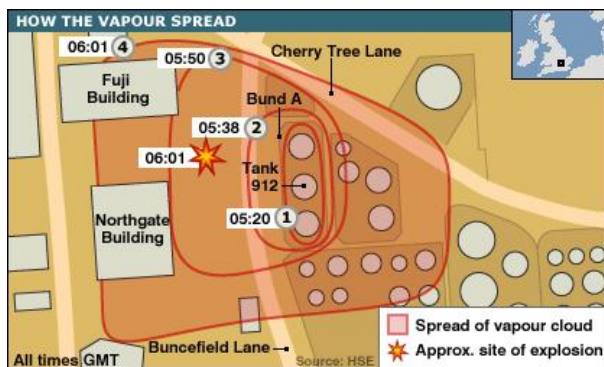 HOW THE VAPOUR SPREAD
06:01 4
05:50 3
Cherry Tree Lane
Fuji
Building
Bund A
05:38 2
06:01
Tank
912
05:20 1
Northgate
Building
Spread of vapour cloud
Approx. site of explosion
Buncefield Lane
All times GMT
Source: HSE